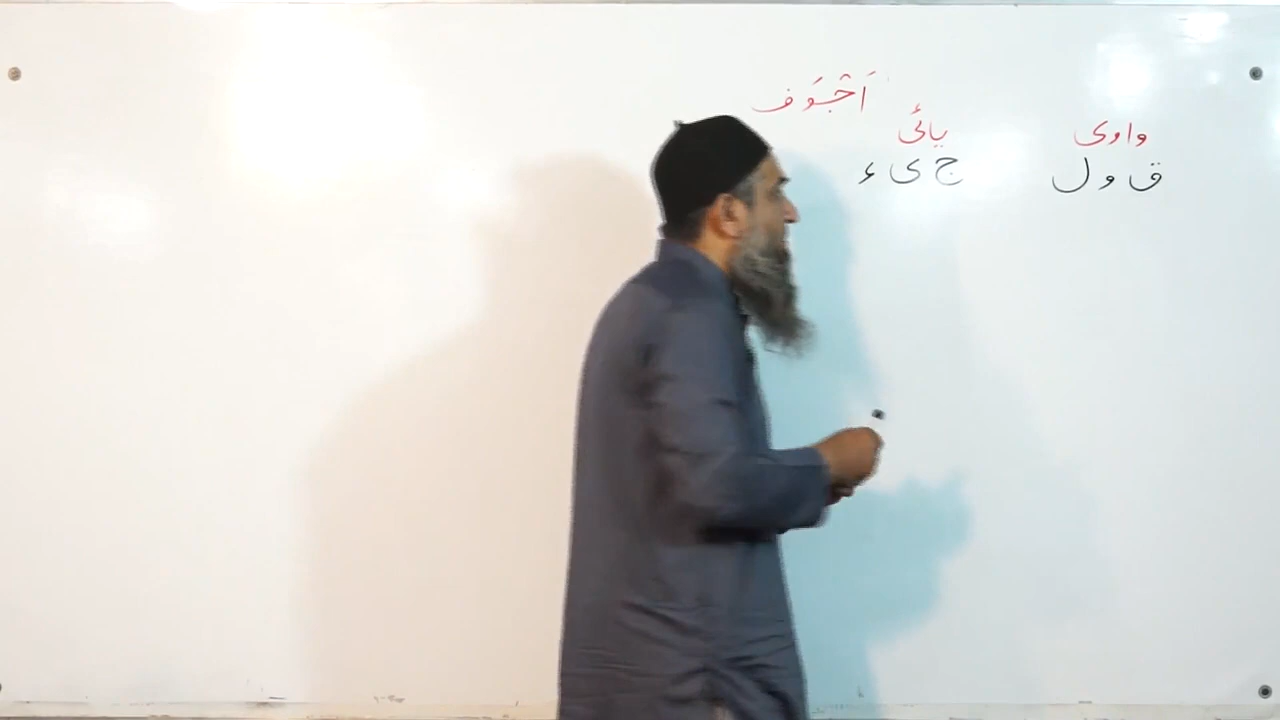 اَجْوَف
واوی یائی
ق و ل ج ی ء